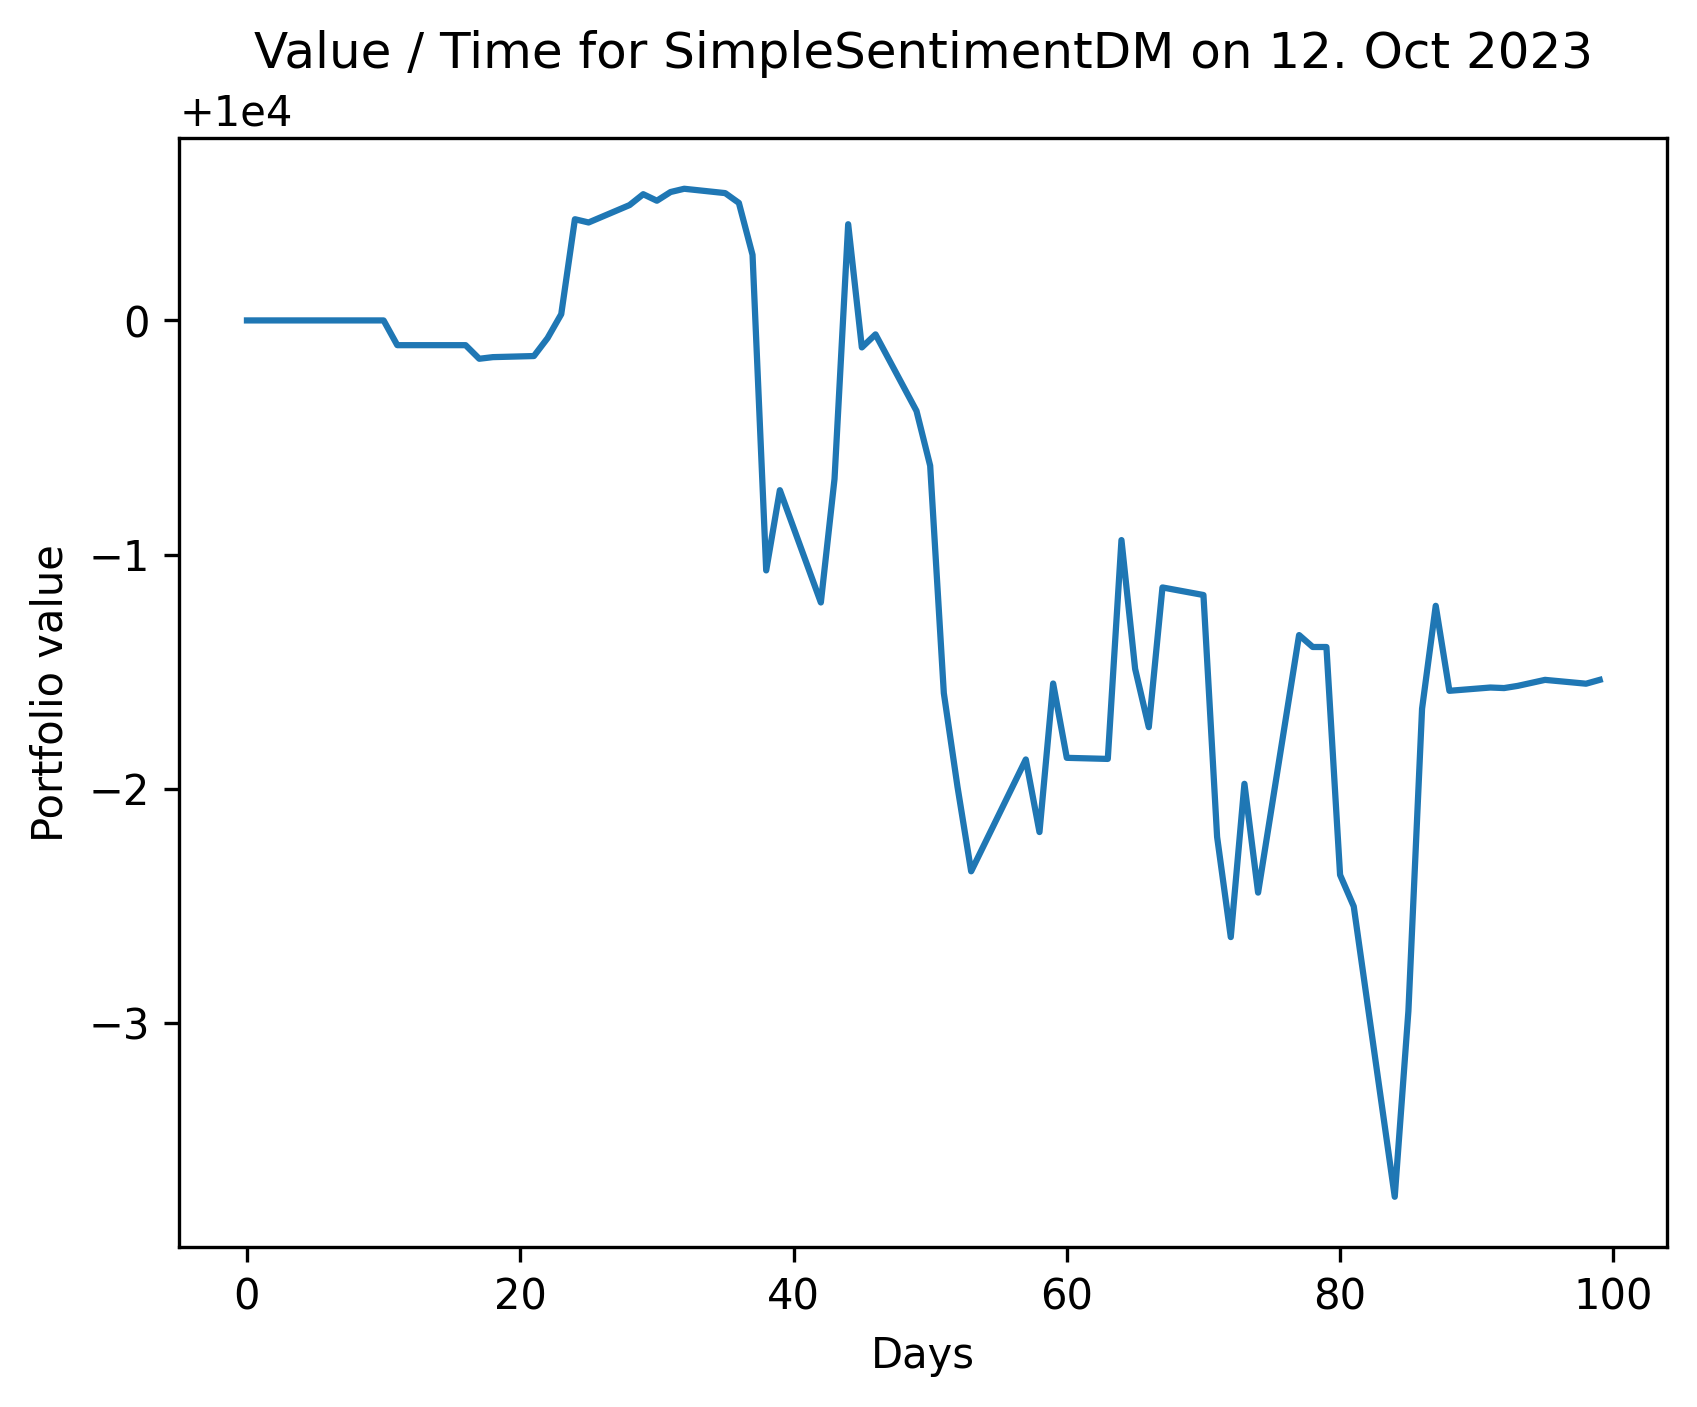 Value / Time for SimpleSentimentDM on 12. Oct 2023
+1e4
0
−1
−2
−3
Portfolio value
0 20 40 60 80 100
Days